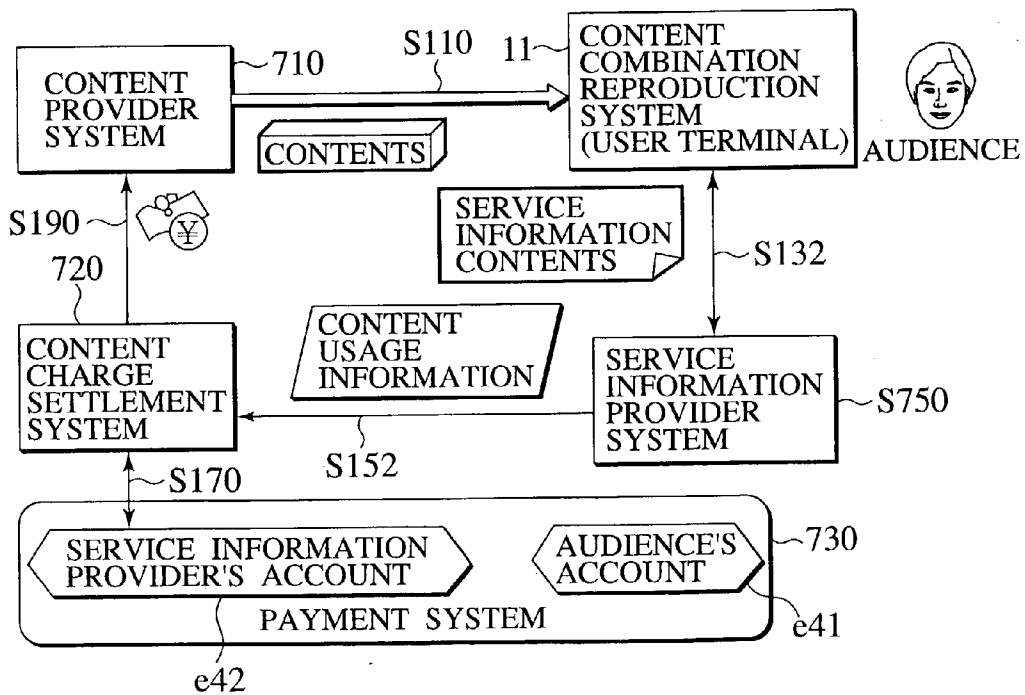 710
S110
11
CONTENT
PROVIDER
SYSTEM
CONTENT
COMBINATION
REPRODUCTION
SYSTEM
(USER TERMINAL)
AUDIENCE
CONTENTS
S190
¥
SERVICE
INFORMATION
CONTENTS
S132
720
CONTENT
USAGE
INFORMATION
CONTENT
CHARGE
SETTLEMENT
SYSTEM
SERVICE
INFORMATION
PROVIDER
SYSTEM
S750
S152
S170
SERVICE INFORMATION
PROVIDER'S ACCOUNT
AUDIENCE'S
ACCOUNT
730
PAYMENT SYSTEM
e41
e42